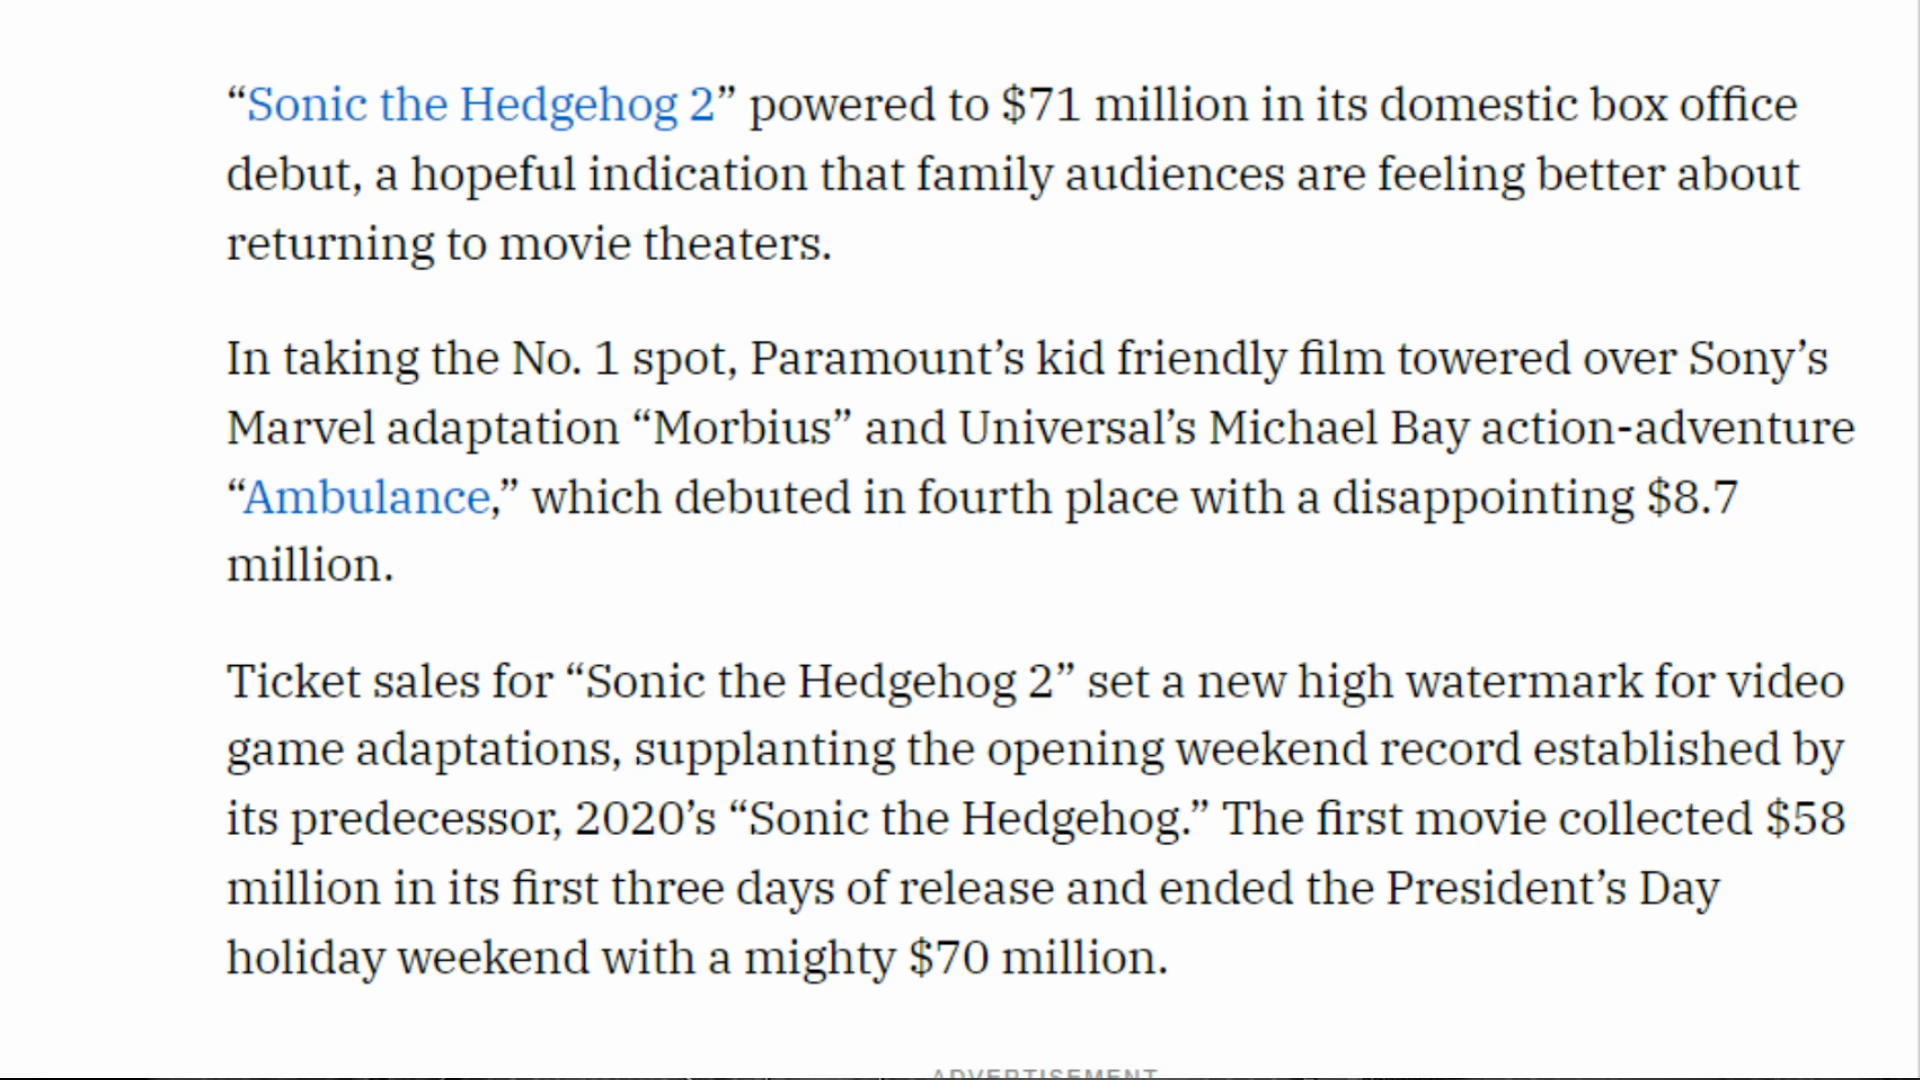 “Sonic the Hedgehog 2” powered to $71 million in its domestic box office
debut, a hopeful indication that family audiences are feeling better about
returning to movie theaters.
In taking the No. 1 spot, Paramount’s kid friendly film towered over Sony’s
Marvel adaptation “Morbius” and Universal’s Michael Bay action-adventure
“Ambulance,” which debuted in fourth place with a disappointing $8.7
million.
Ticket sales for “Sonic the Hedgehog 2” set a new high watermark for video
game adaptations, supplanting the opening weekend record established by
its predecessor, 2020’s “Sonic the Hedgehog.” The first movie collected $58
million in its first three days of release and ended the President’s Day
holiday weekend with a mighty $70 million.
ADVERTISEMENT